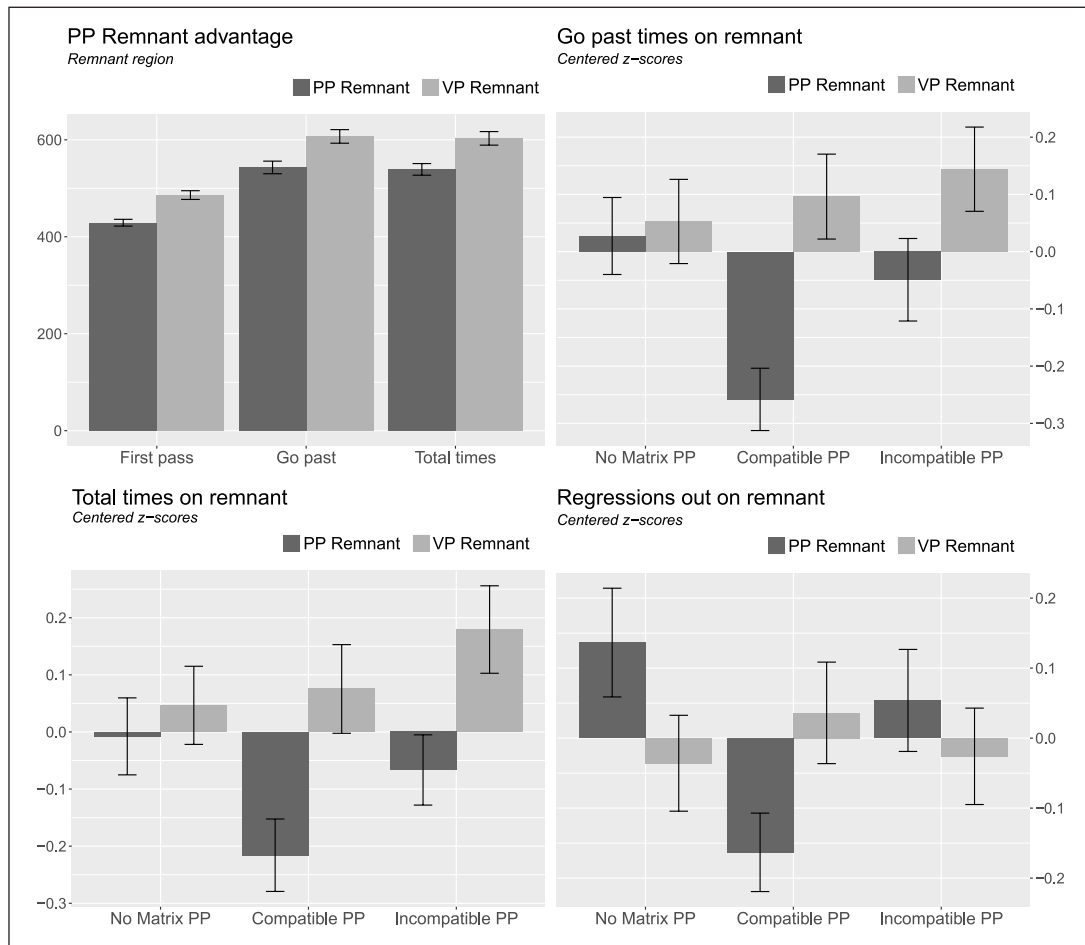 PP Remnant advantage
Remnant region
PP Remnant VP Remnant
600
400
200
0
First pass Go past Total times
Go past times on remnant
Centered z−scores
PP Remnant VP Remnant
0.2
0.1
0.0
−0.1
−0.2
−0.3
No Matrix PP Compatible PP Incompatible PP
Total times on remnant
Centered z−scores
PP Remnant VP Remnant
0.2
0.1
0.0
−0.1
−0.2
−0.3
No Matrix PP Compatible PP Incompatible PP
Regressions out on remnant
Centered z−scores
PP Remnant VP Remnant
0.2
0.1
0.0
−0.1
−0.2
No Matrix PP Compatible PP Incompatible PP